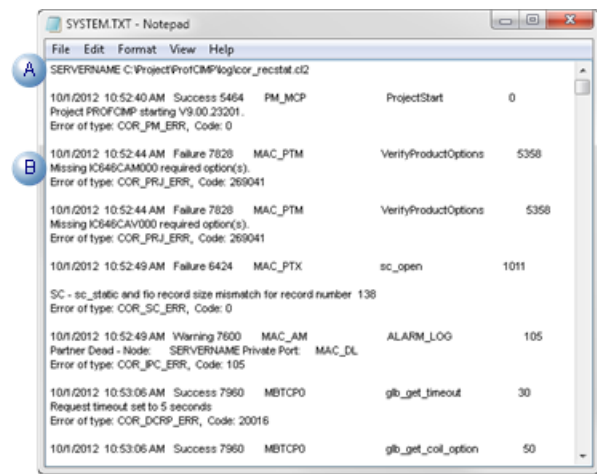 SYSTEM.TXT - Notepad
File Edit Format View Help
A
SERVERNAME C:\Project\ProfCIMP\log\cor_recstat.cl2
10/1/2012 10:52:40 AM Success 5464 PM_MCP ProjectStart 0
Project PROFCIMP starting V9.00.23201.
Error of type: COR_PM_ERR, Code: 0
B
10/1/2012 10:52:44 AM Failure 7828 MAC_PTM VerifyProductOptions 5358
Missing IC646CAM000 required option(s).
Error of type: COR_PRJ_ERR, Code: 269041
10/1/2012 10:52:44 AM Failure 7828 MAC_PTM VerifyProductOptions 5358
Missing IC646CAV000 required option(s).
Error of type: COR_PRJ_ERR, Code: 269041
10/1/2012 10:52:49 AM Failure 6424 MAC_PTX sc_open 1011
SC - sc_static and fio record size mismatch for record number 138
Error of type: COR_SC_ERR, Code: 0
10/1/2012 10:52:49 AM Warning 7600 MAC_AM ALARM_LOG 105
Partner Dead - Node: SERVERNAME Private Port: MAC_DL
Error of type: COR_IPC_ERR, Code: 105
10/1/2012 10:53:06 AM Success 7960 MBTCP0 glb_get_timeout 30
Request timeout set to 5 seconds
Error of type: COR_DCRP_ERR, Code: 20016
10/1/2012 10:53:06 AM Success 7960 MBTCP0 glb_get_coil_option 50